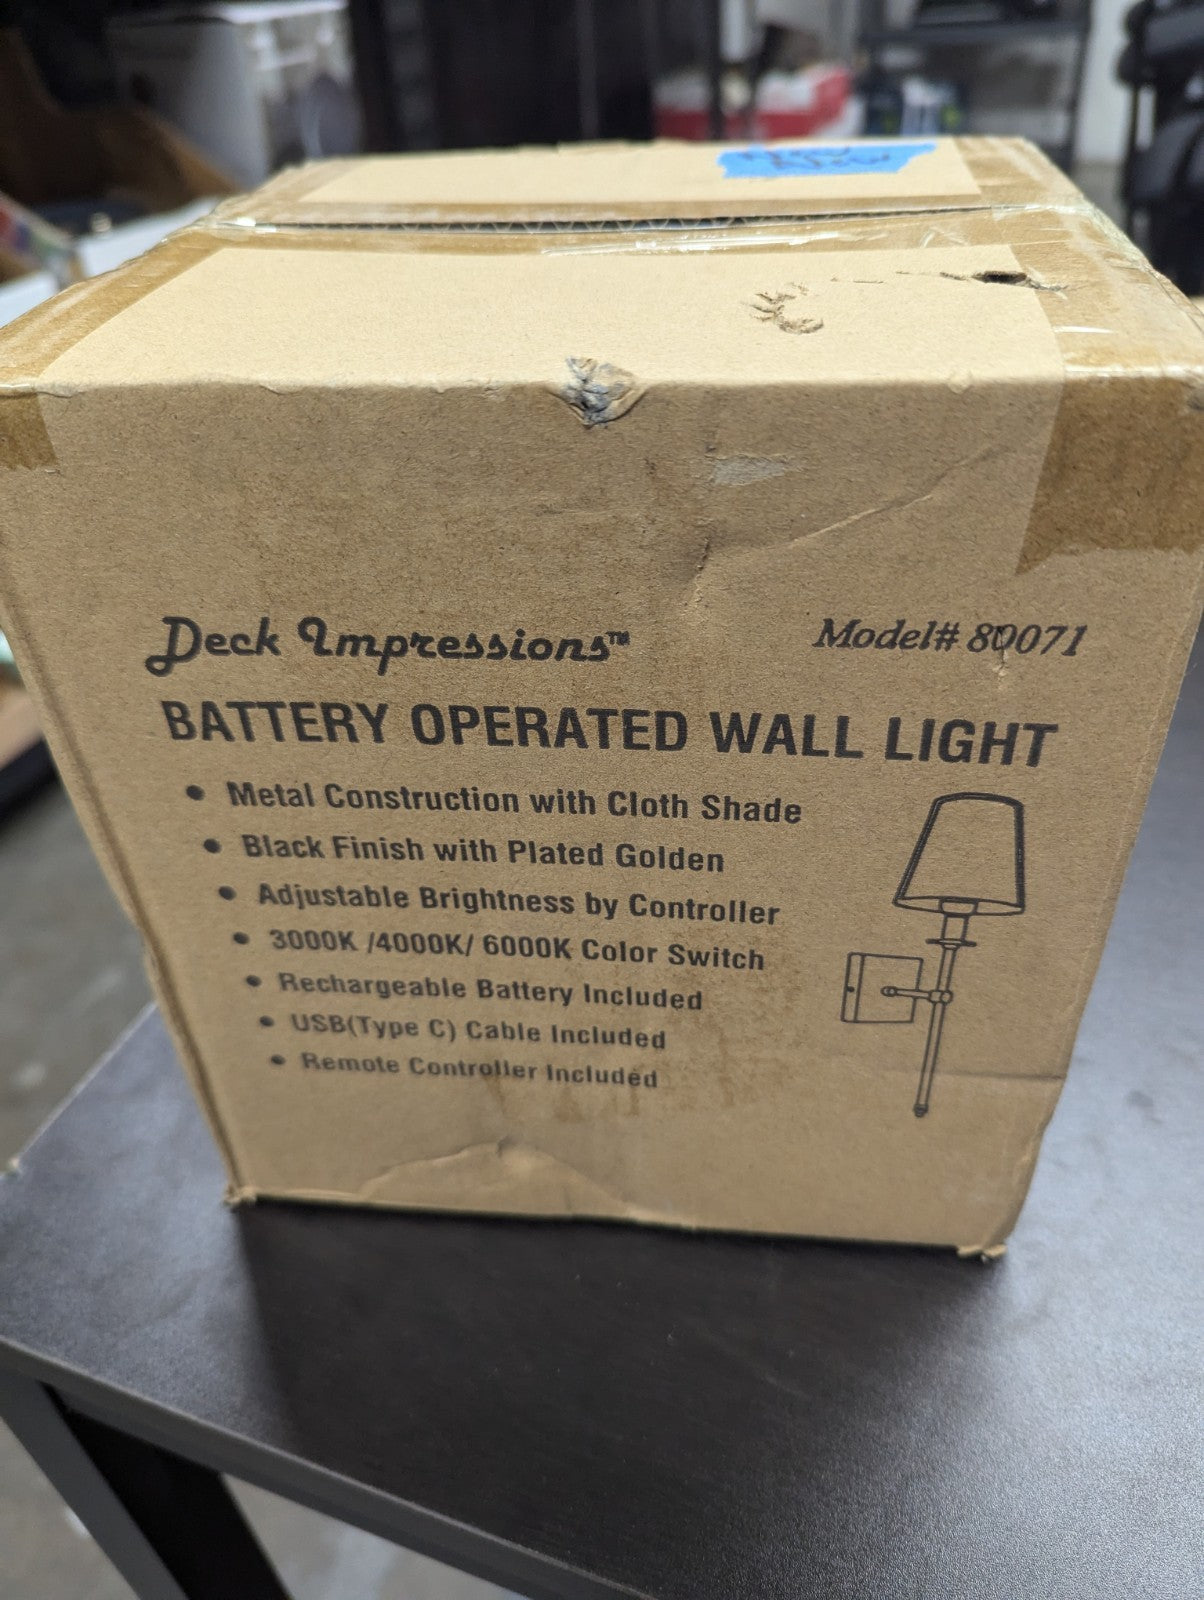 Deck Impressions™
Model# 80071
BATTERY OPERATED WALL LIGHT
• Metal Construction with Cloth Shade
• Black Finish with Plated Golden
• Adjustable Brightness by Controller
• 3000K /4000K/ 6000K Color Switch
• Rechargeable Battery Included
• USB(Type C) Cable Included
• Remote Controller Included